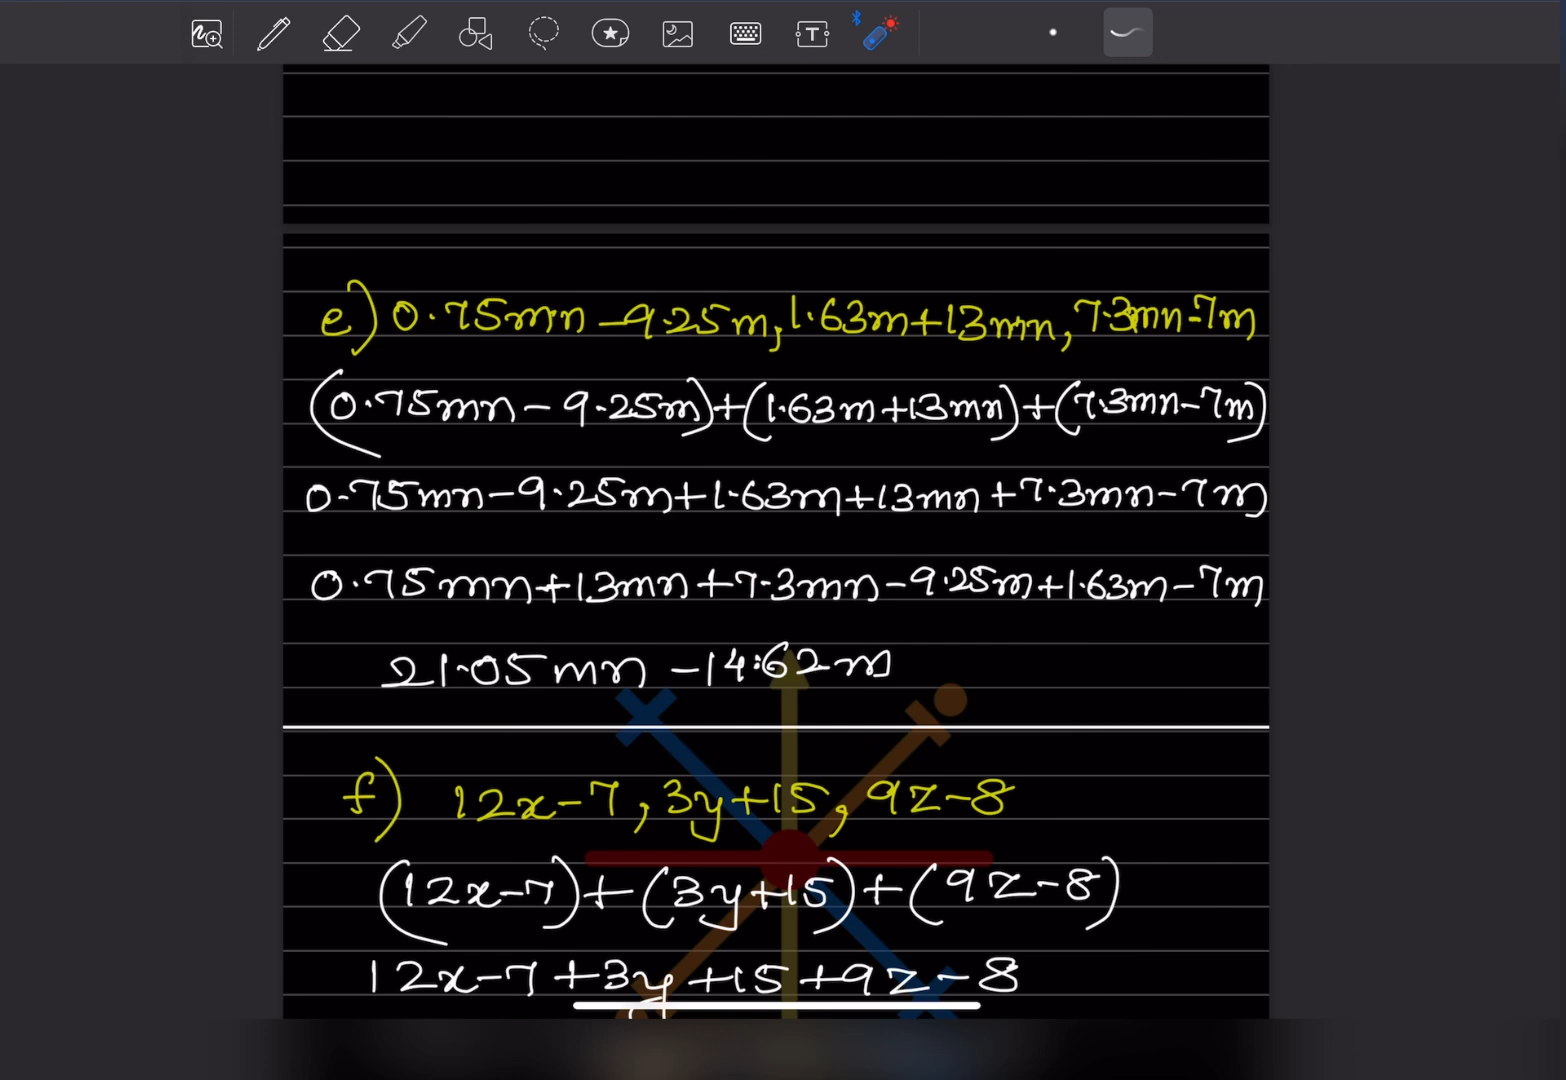 e) 0.75mn - 9.25m, 1.63m + 13mn, 7.3mn - 7m
(0.75mn - 9.25m) + (1.63m + 13mn) + (7.3mn - 7m)
0.75mn - 9.25m + 1.63m + 13mn + 7.3mn - 7m
0.75mn + 13mn + 7.3mn - 9.25m + 1.63m - 7m
21.05mn - 14.62m
f) 12x - 7, 3y + 15, 9z - 8
(12x - 7) + (3y + 15) + (9z - 8)
12x - 7 + 3y + 15 + 9z - 8